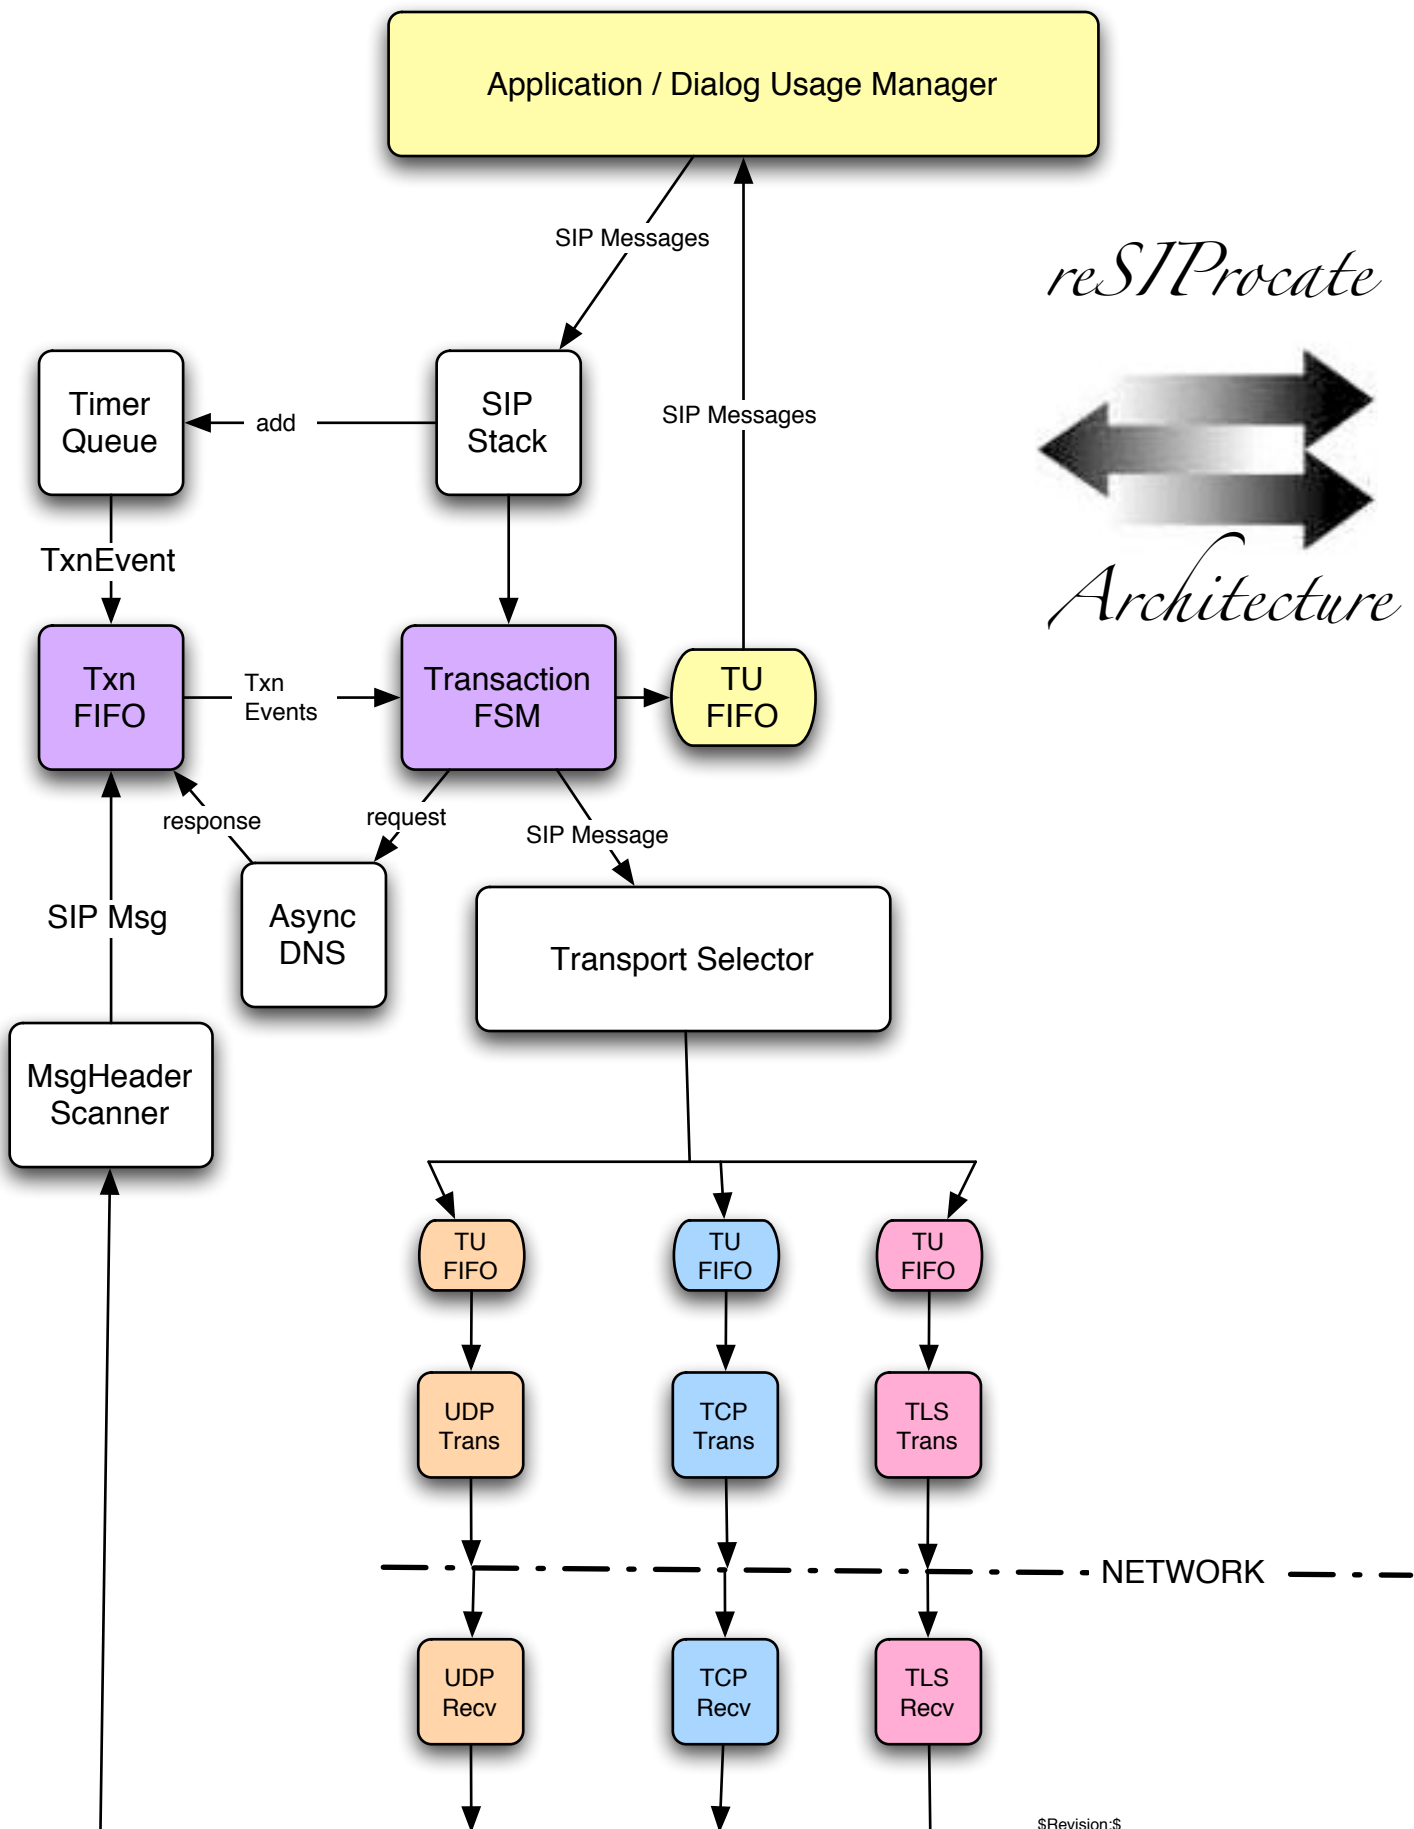 Application / Dialog Usage Manager
SIP Messages
reSIProcate
Timer
Queue
add
SIP
Stack
SIP Messages
TxnEvent
Architecture
Txn
FIFO
Txn
Events
Transaction
FSM
TU
FIFO
response
request
SIP Message
SIP Msg
Async
DNS
Transport Selector
MsgHeader
Scanner
TU
FIFO
TU
FIFO
TU
FIFO
UDP
Trans
TCP
Trans
TLS
Trans
NETWORK
UDP
Recv
TCP
Recv
TLS
Recv
$Revision:$